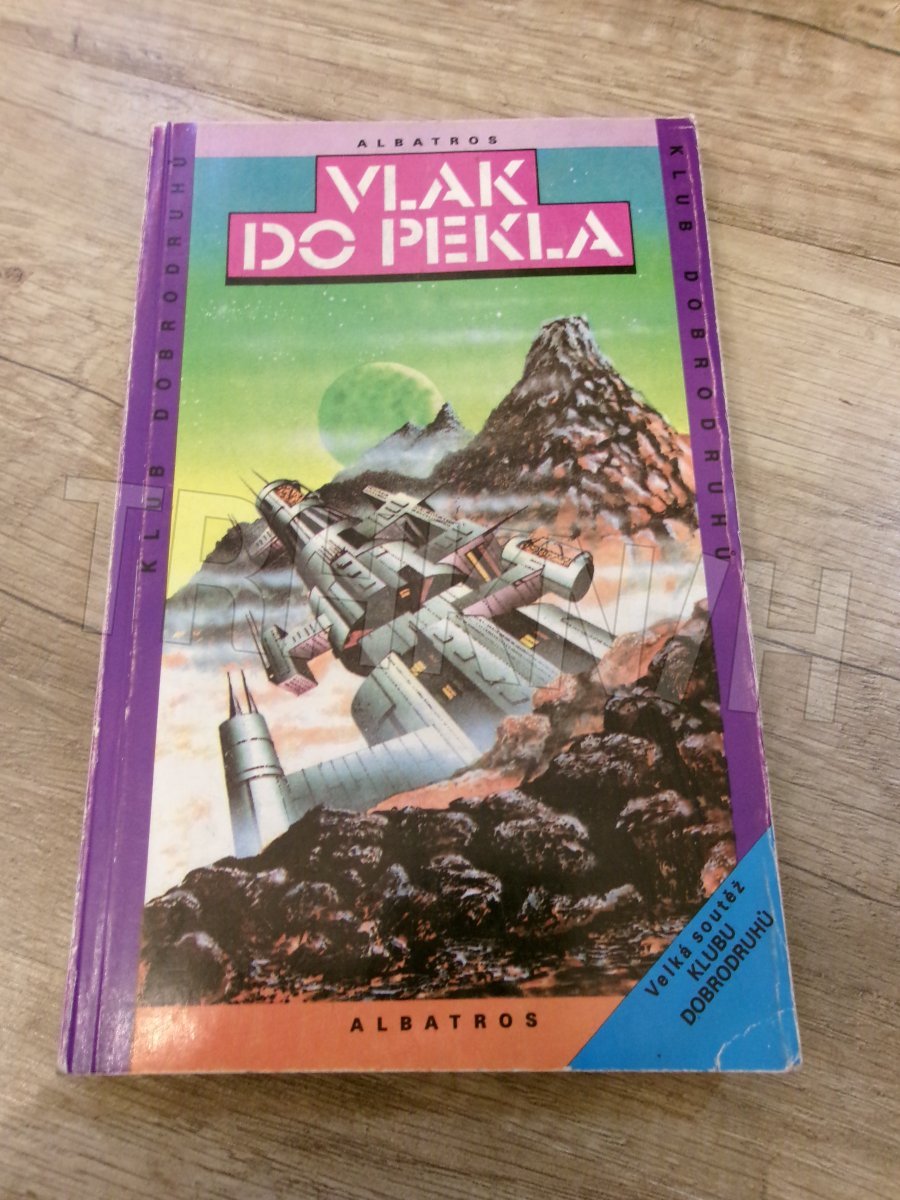 ALBATROS
VLAK
DO PEKLA
KLUB DOBRODRUHŮ
KLUB DOBRODRUHŮ
Velká soutěž
KLUBU
DOBRODRUHŮ
ALBATROS